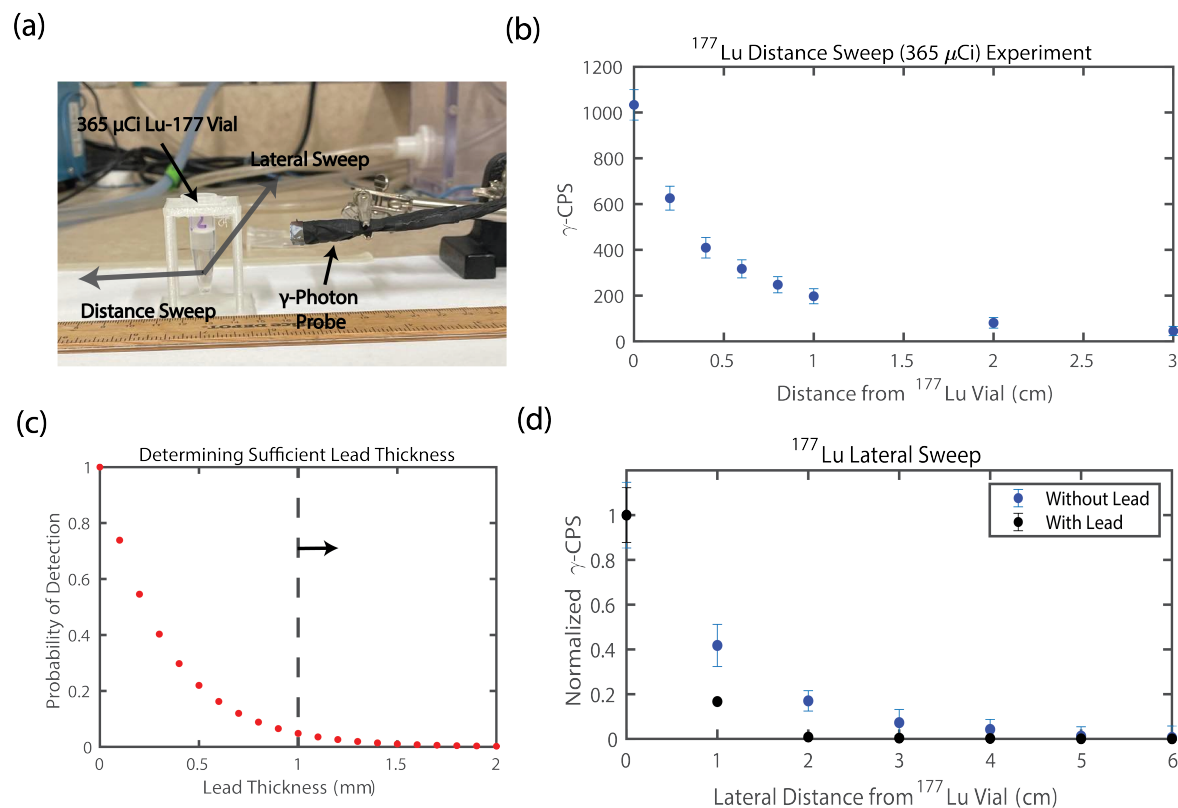 (a)
365 μCi Lu-177 Vial
Lateral Sweep
γ-Photon
Probe
Distance Sweep
(b)
¹⁷⁷Lu Distance Sweep (365 μCi) Experiment
1200
1000
800
600
400
200
0
γ-CPS
0 0.5 1 1.5 2 2.5 3
Distance from ¹⁷⁷Lu Vial (cm)
(c)
Determining Sufficient Lead Thickness
1
0.8
0.6
0.4
0.2
0
Probability of Detection
0 0.5 1 1.5 2
Lead Thickness (mm)
(d)
¹⁷⁷Lu Lateral Sweep
Without Lead
With Lead
1
0.8
0.6
0.4
0.2
0
Normalized γ-CPS
0 1 2 3 4 5 6
Lateral Distance from ¹⁷⁷Lu Vial (cm)